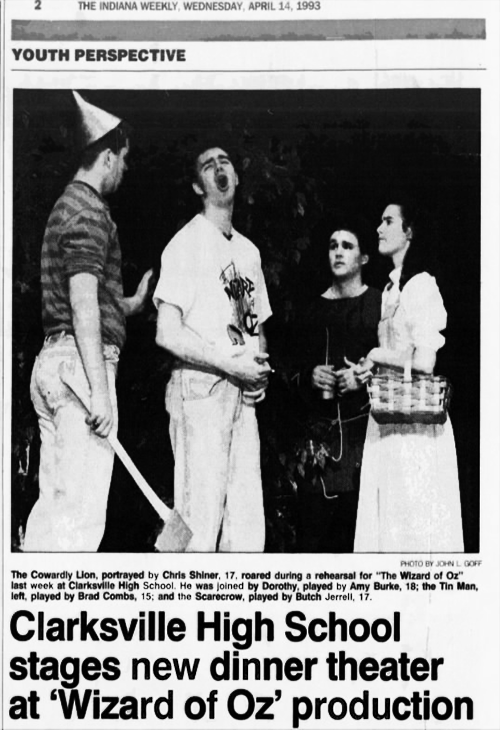 2 THE INDIANA WEEKLY, WEDNESDAY, APRIL 14, 1993
YOUTH PERSPECTIVE
PHOTO BY JOHN L. GOFF
The Cowardly Lion, portrayed by Chris Shiner, 17, roared during a rehearsal for "The Wizard of Oz"
last week at Clarksville High School. He was joined by Dorothy, played by Amy Burke, 18; the Tin Man,
left, played by Brad Combs, 15; and the Scarecrow, played by Butch Jerrell, 17.
Clarksville High School
stages new dinner theater
at ‘Wizard of Oz’ production